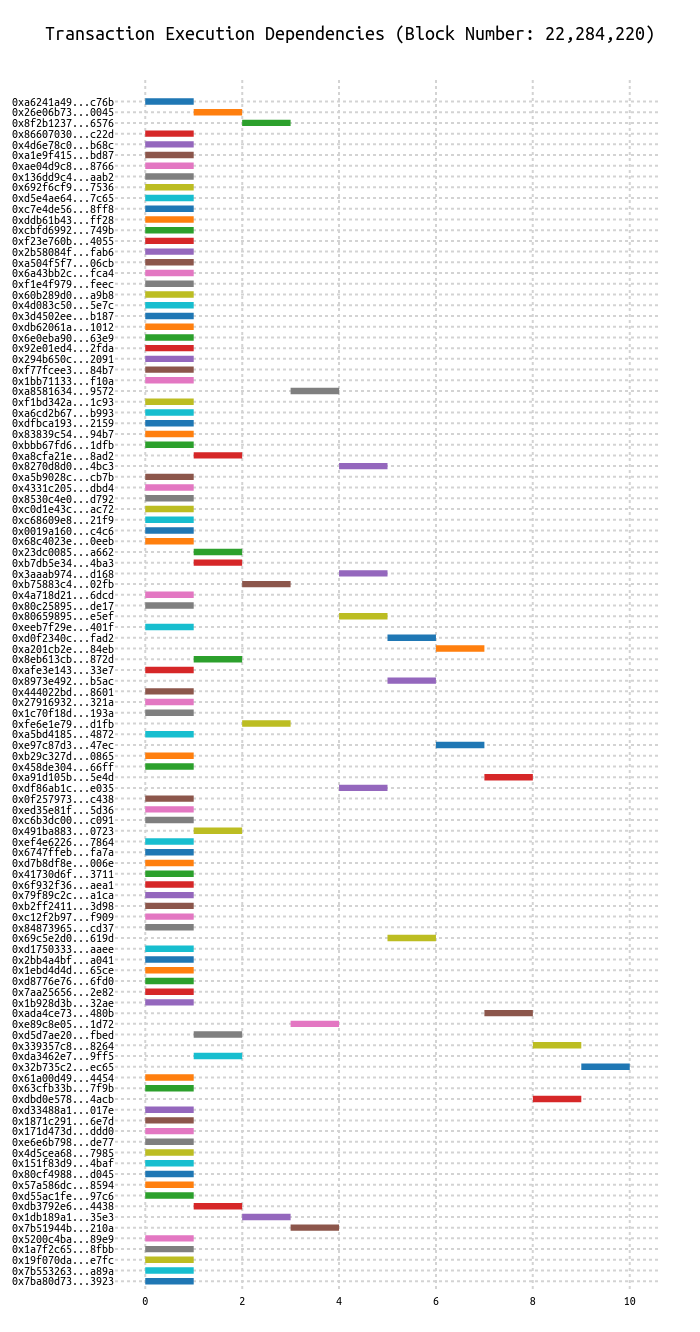 Transaction Execution Dependencies (Block Number: 22,284,220)
0xa6241a49...c76b
0x26e06b73...0045
0x8f2b1237...6576
0x86607030...c22d
0x4d6e78c0...b68c
0xa1e9f415...bd87
0xae04d9c8...8766
0x136dd9c4...aab2
0x692f6cf9...7536
0xd5e4ae64...7c65
0xc7e4de56...8ff8
0xddb61b43...ff28
0xcbfd6992...749b
0xf23e760b...4055
0x2b58084f...fab6
0xa504f5f7...06cb
0x6a43bb2c...fca4
0xf1e4f979...feec
0x60b289d0...a9b8
0x4d083c50...5e7c
0x3d4502ee...b187
0xdb62061a...1012
0x6e0eba90...63e9
0x92e01ed4...2fda
0x294b650c...2091
0xf77fcee3...84b7
0x1bb71133...f10a
0xa8581634...9572
0xf1bd342a...1c93
0xa6cd2b67...b993
0xdfbca193...2159
0x83839c54...94b7
0xbbb67fd6...1dfb
0xa8cfa21e...8ad2
0x8270d8d0...4bc3
0xa5b9028c...cb7b
0x4331c205...dbd4
0x8530c4e0...d792
0xc0d1e43c...ac72
0xc68609e8...21f9
0x0019a160...c4c6
0x68c4023e...0eeb
0x23dc0085...a662
0xb7db5e34...4ba3
0x3aaab974...d168
0xb75883c4...02fb
0x4a718d21...6dcd
0x80c25895...de17
0x80659895...e5ef
0xeeb7f29e...401f
0xd0f2340c...fad2
0xa201cb2e...84eb
0x8eb613cb...872d
0xafe3e143...33e7
0x8973e492...b5ac
0x444022bd...8601
0x27916932...321a
0x1c70f18d...193a
0xfe6e1e79...d1fb
0xa5bd4185...4872
0xe97c87d3...47ec
0xb29c327d...0865
0x458de304...66ff
0xa91d105b...5e4d
0xdf86ab1c...e035
0x0f257973...c438
0xed35e81f...5d36
0xc6b3dc00...c091
0x491ba883...0723
0xef4e6226...7864
0x6747ffeb...fa7a
0xd7b8df8e...006e
0x41730d6f...3711
0x6f932f36...aea1
0x79f89c2c...a1ca
0xb2ff2411...3d98
0xc12f2b97...f909
0x84873965...cd37
0x69c5e2d0...619d
0xd1750333...aaee
0x2bb4a4bf...a041
0x1ebd4d4d...65ce
0xd8776e76...6fd0
0x7aa25656...2e82
0x1b928d3b...32ae
0xada4ce73...480b
0xe89c8e05...1d72
0xd5d7ae20...fbed
0x339357c8...8264
0xda3462e7...9ff5
0x32b735c2...ec65
0x61a00d49...4454
0x63cfb33b...7f9b
0xdbd0e578...4acb
0xd33488a1...017e
0x1871c291...6e7d
0x171d473d...ddd0
0xe6e6b798...de77
0x4d5cea68...7985
0x151f83d9...4baf
0x80cf4988...d045
0x57a586dc...8594
0xd55ac1fe...97c6
0xdb3792e6...4438
0x1db189a1...35e3
0x7b51944b...210a
0x5200c4ba...89e9
0x1a7f2c65...8fbb
0x19f070da...e7fc
0x7b553263...a89a
0x7ba80d73...3923
0 2 4 6 8 10